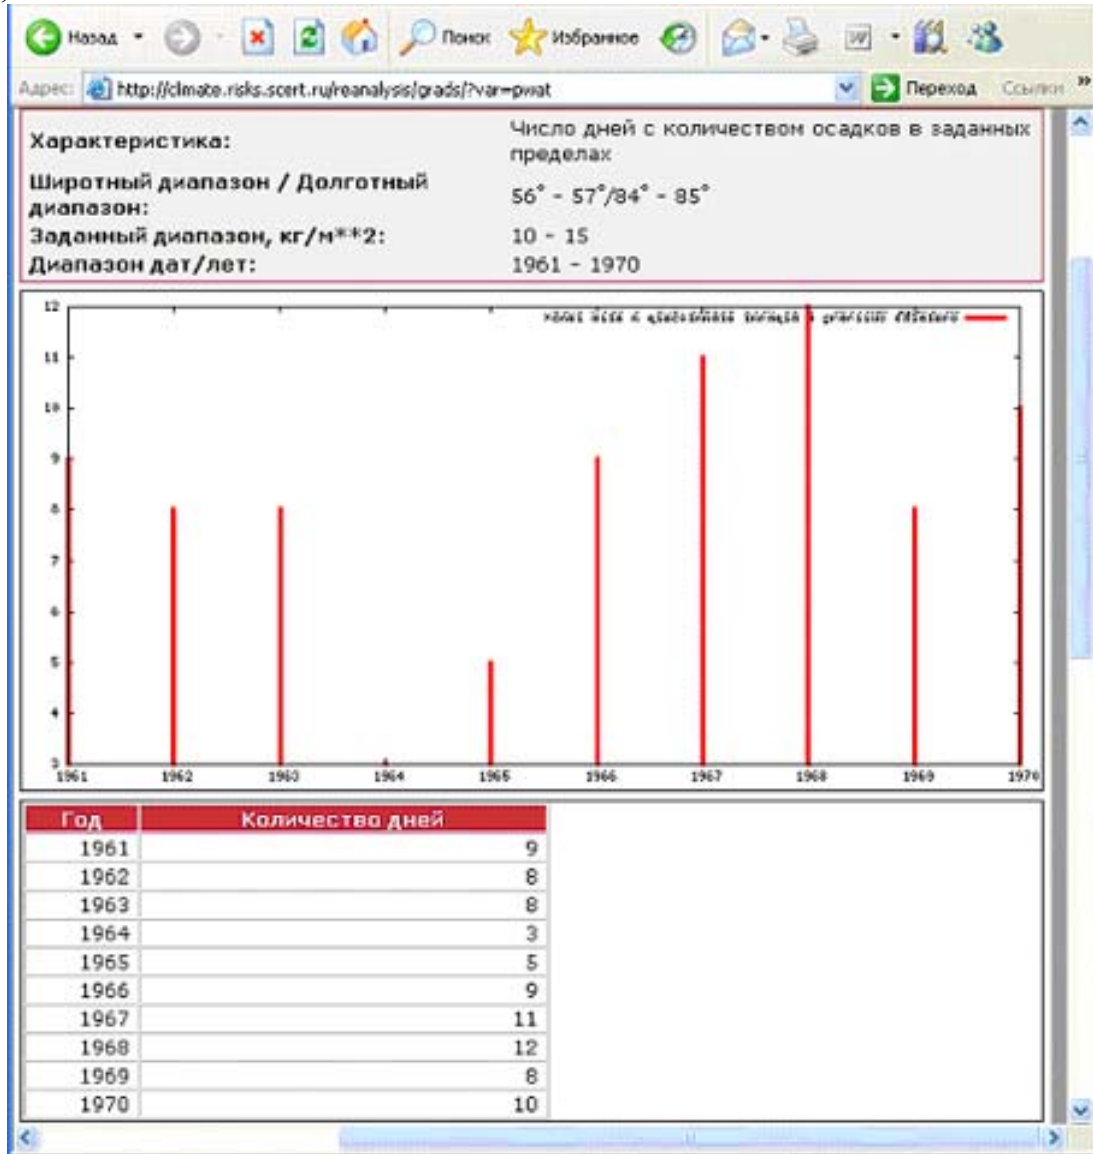 Назад
Поиск
Избранное
Адрес:
http://climate.risks.scert.ru/reanalysis/grads/?var=pwat
Переход
Ссылки
»
Характеристика:
Число дней с количеством осадков в заданных
пределах
Широтный диапазон / Долготный
диапазон:
56° - 57°/84° - 85°
Заданный диапазон, кг/м**2:
10 - 15
Диапазон дат/лет:
1961 - 1970
12
11
10
9
8
7
6
5
4
3
1961 1962 1963 1964 1965 1966 1967 1968 1969 1970
Год Количество дней
1961 9
1962 8
1963 8
1964 3
1965 5
1966 9
1967 11
1968 12
1969 8
1970 10